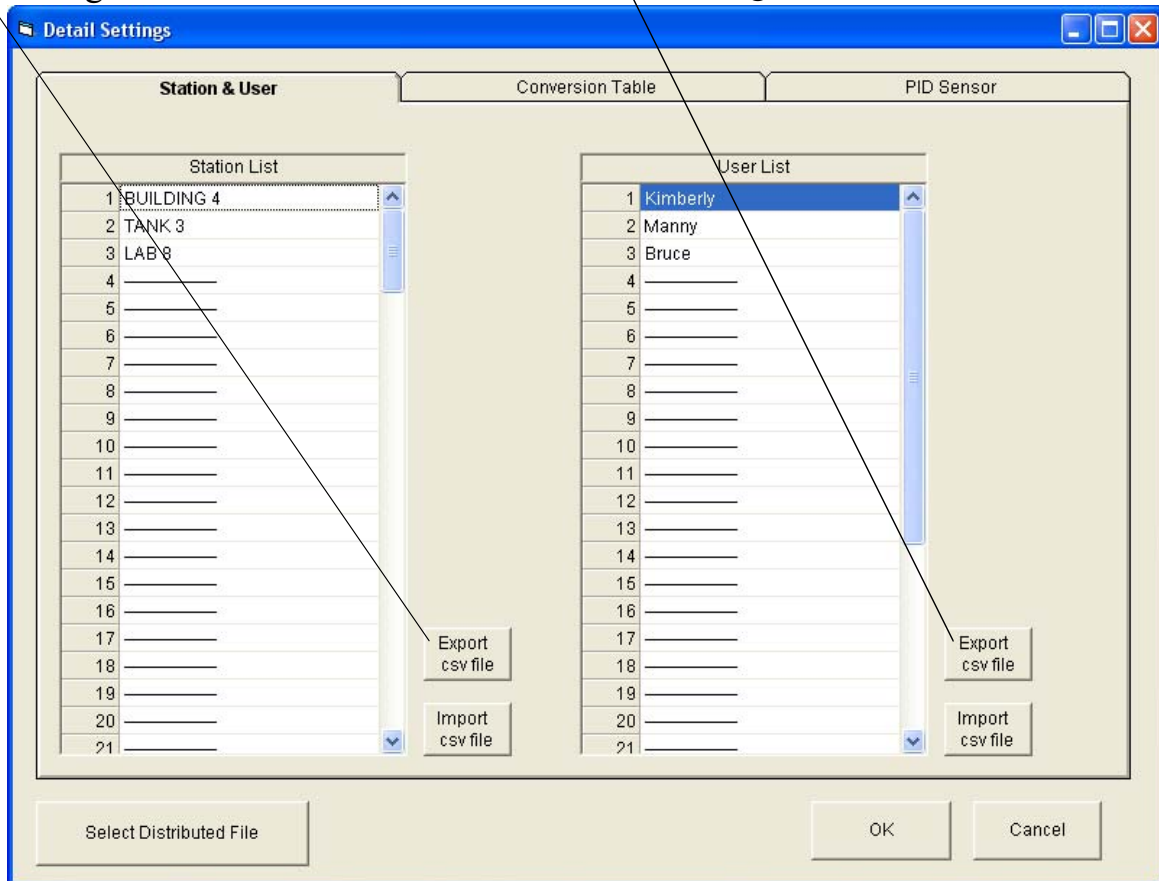 Detail Settings
Station & User
Conversion Table
PID Sensor
Station List
1 BUILDING 4
2 TANK 3
3 LAB 8
4
5
6
7
8
9
10
11
12
13
14
15
16
17
18
19
20
21
Export
csv file
Import
csv file
User List
1 Kimberly
2 Manny
3 Bruce
4
5
6
7
8
9
10
11
12
13
14
15
16
17
18
19
20
21
Export
csv file
Import
csv file
Select Distributed File
OK
Cancel